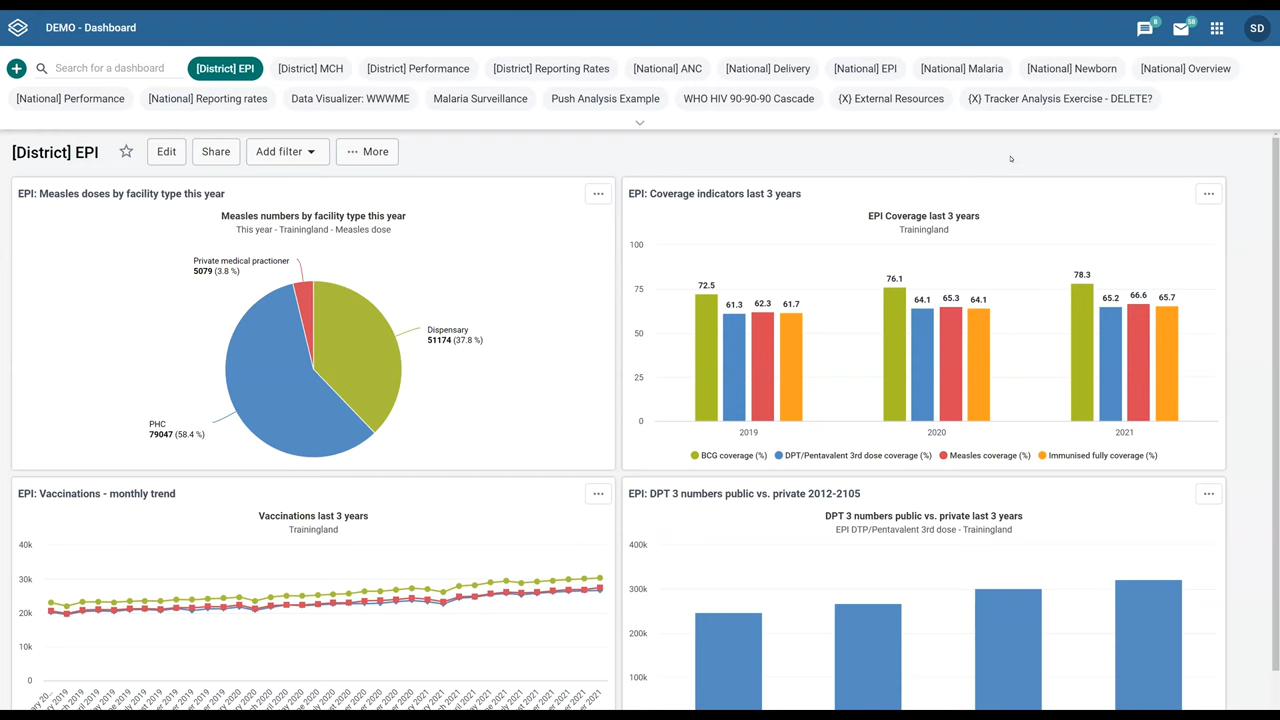 DEMO - Dashboard
8
58
SD
Search for a dashboard
[District] EPI
[District] MCH
[District] Performance
[District] Reporting Rates
[National] ANC
[National] Delivery
[National] EPI
[National] Malaria
[National] Newborn
[National] Overview
[National] Performance
[National] Reporting rates
Data Visualizer: WWWME
Malaria Surveillance
Push Analysis Example
WHO HIV 90-90-90 Cascade
{X} External Resources
{X} Tracker Analysis Exercise - DELETE?
[District] EPI
Edit
Share
Add filter
More
EPI: Measles doses by facility type this year
Measles numbers by facility type this year
This year - Trainingland - Measles dose
Private medical practioner
5079 (3.8 %)
Dispensary
51174 (37.8 %)
PHC
79047 (58.4 %)
EPI: Coverage indicators last 3 years
EPI Coverage last 3 years
Trainingland
100
75
50
25
0
72.5
61.3
62.3
61.7
76.1
64.1
65.3
64.1
78.3
65.2
66.6
65.7
2019
2020
2021
BCG coverage (%)
DPT/Pentavalent 3rd dose coverage (%)
Measles coverage (%)
Immunised fully coverage (%)
EPI: Vaccinations - monthly trend
Vaccinations last 3 years
Trainingland
40k
30k
20k
10k
0
EPI: DPT 3 numbers public vs. private 2012-2105
DPT 3 numbers public vs. private last 3 years
EPI DTP/Pentavalent 3rd dose - Trainingland
400k
300k
200k
100k